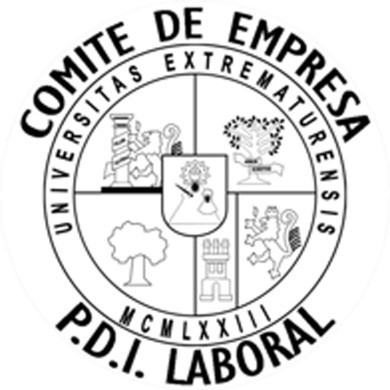 COMITE DE EMPRESA
UNIVERSITAS EXTREMATURENSIS
MCMLXXIII
P.D.I. LABORAL